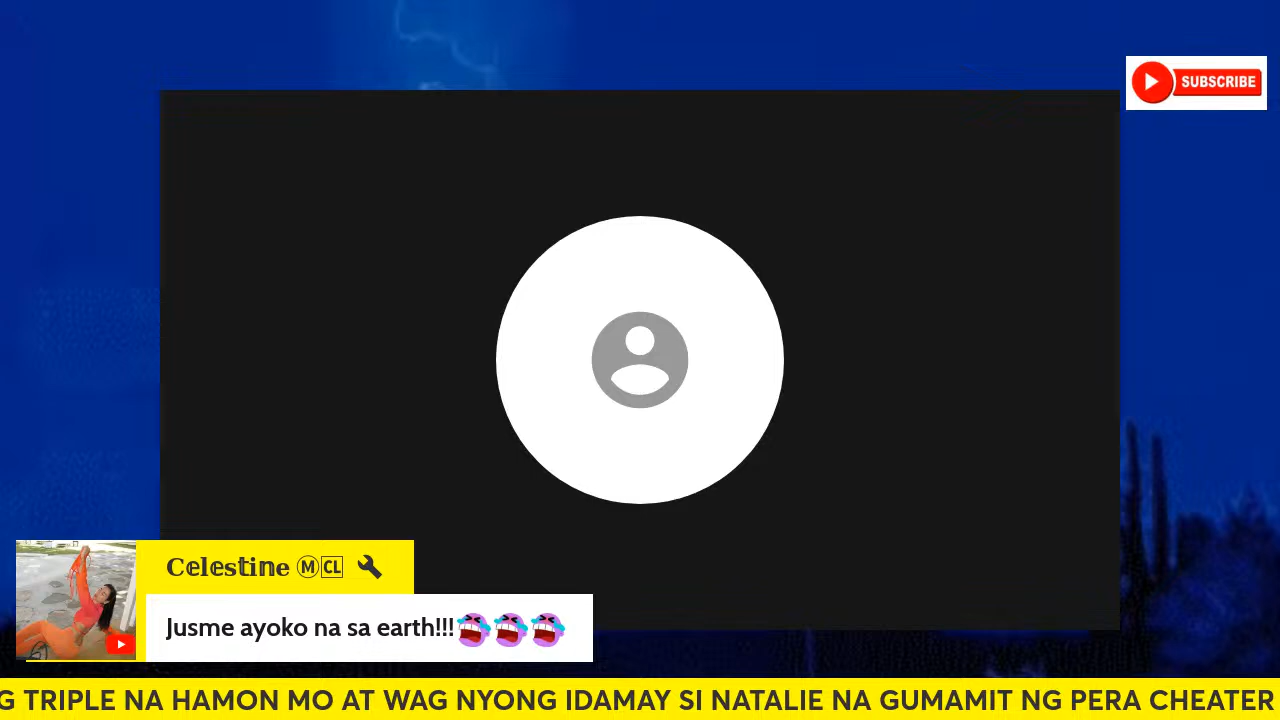 SUBSCRIBE
Celestine Ⓜ🄲🄻
Jusme ayoko na sa earth!!!
G TRIPLE NA HAMON MO AT WAG NYONG IDAMAY SI NATALIE NA GUMAMIT NG PERA CHEATER